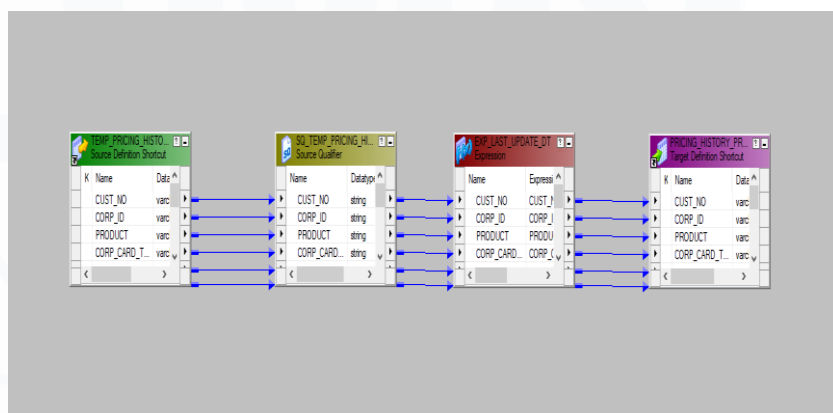 TEMP_PRICING_HISTO...
Source Definition Shortcut
K Name Data
CUST_NO varc
CORP_ID varc
PRODUCT varc
CORP_CARD_T... varc
SQ_TEMP_PRICING_HI...
Source Qualifier
Name Datatype
CUST_NO string
CORP_ID string
PRODUCT string
CORP_CARD... string
EXP_LAST_UPDATE_DT
Expression
Name Expressi
CUST_NO CUST_N
CORP_ID CORP_I
PRODUCT PRODU
CORP_CARD... CORP_C
PRICING_HISTORY_PR...
Target Definition Shortcut
K Name Data
CUST_NO varc
CORP_ID varc
PRODUCT varc
CORP_CARD_T... varc